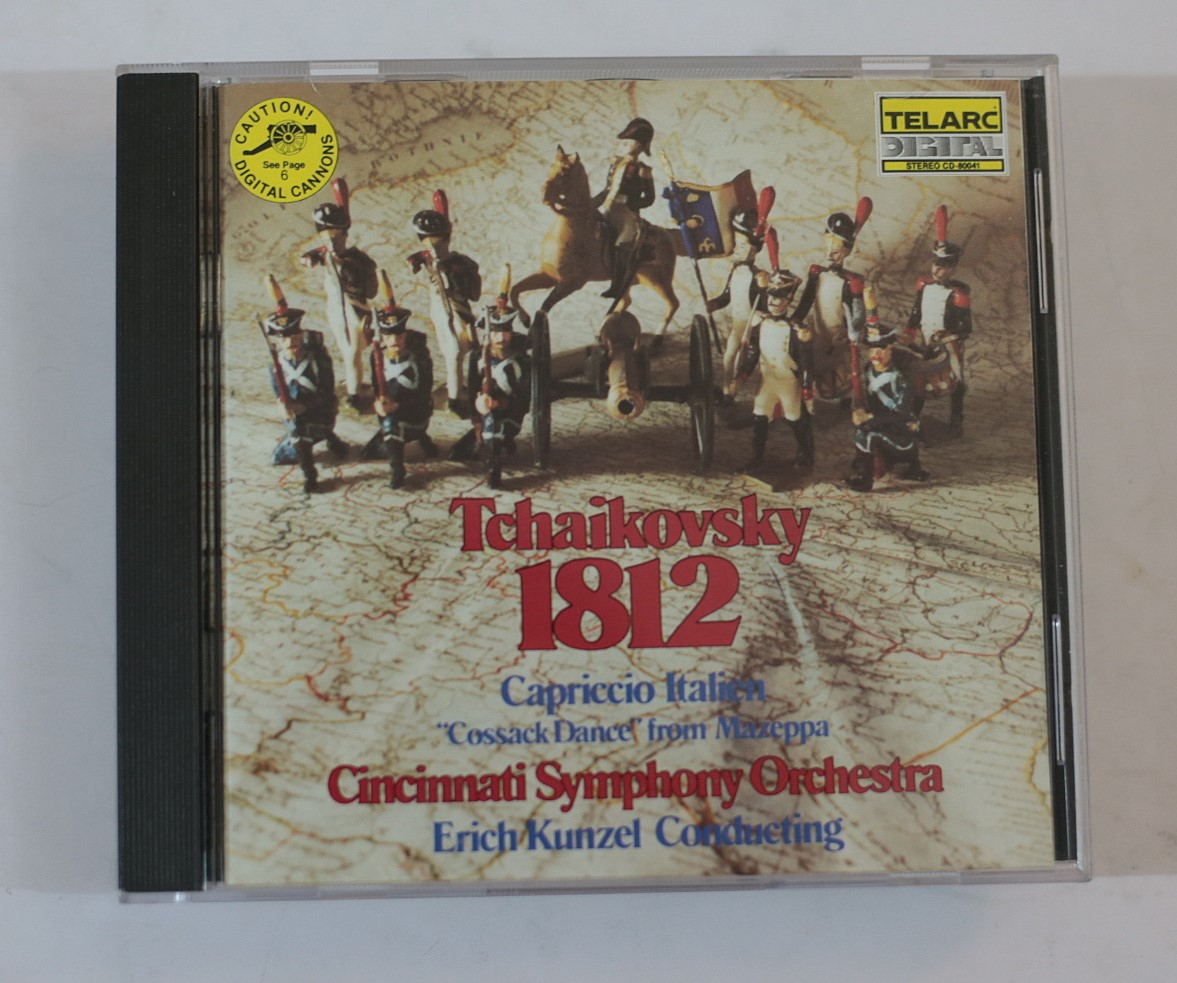 CAUTION!
See Page
6
DIGITAL CANNONS
TELARC
DIGITAL
STEREO CD-80041
Tchaikovsky
1812
Capriccio Italien
“Cossack Dance” from Mazeppa
Cincinnati Symphony Orchestra
Erich Kunzel Conducting